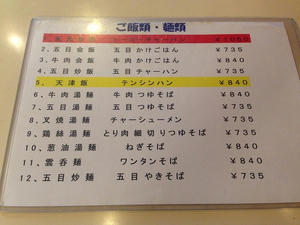 ご飯類・麺類
¥1050
2、五目会飯 五目かけごはん ¥735
3、牛肉会飯 牛肉かけごはん ¥840
4、五目炒飯 五目チャーハン ¥735
5、天津飯 テンシンハン ¥840
6、牛肉湯麺 牛肉つゆそば ¥840
7、五目湯麺 五目つゆそば ¥735
8、叉焼湯麺 チャーシューメン ¥735
9、鶏絲湯麺 とり肉細切りつゆそば ¥735
10、葱油湯麺 ねぎそば ¥840
11、雲呑麺 ワンタンそば ¥735
12、五目炒麺 五目やきそば ¥735